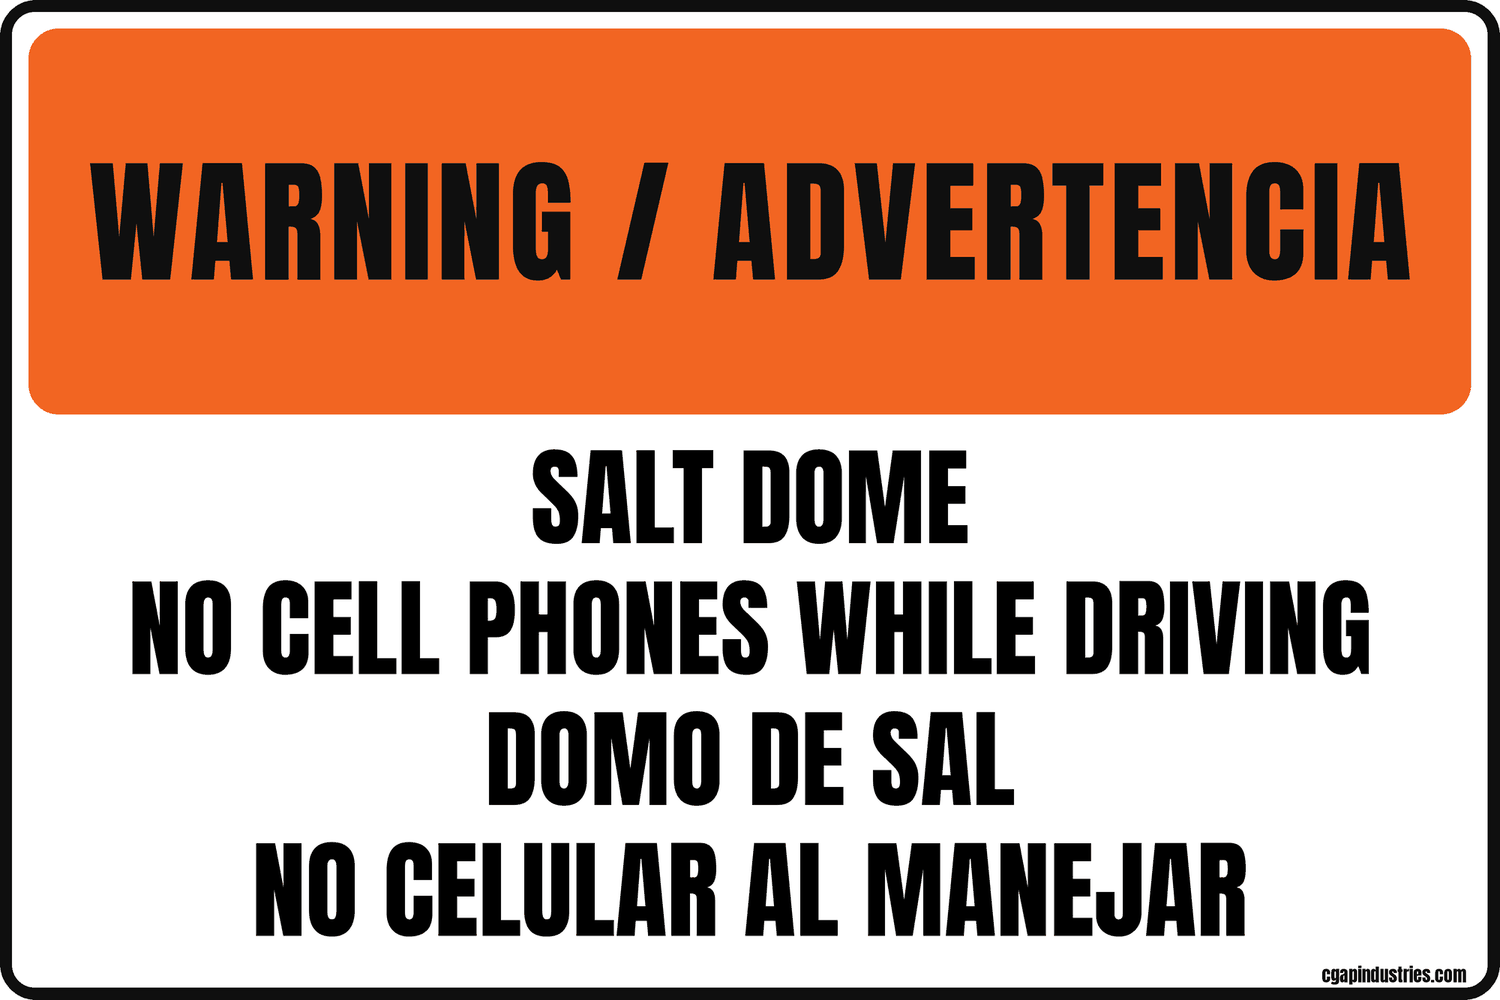 WARNING / ADVERTENCIA
SALT DOME
NO CELL PHONES WHILE DRIVING
DOMO DE SAL
NO CELULAR AL MANEJAR
cgapindustries.com